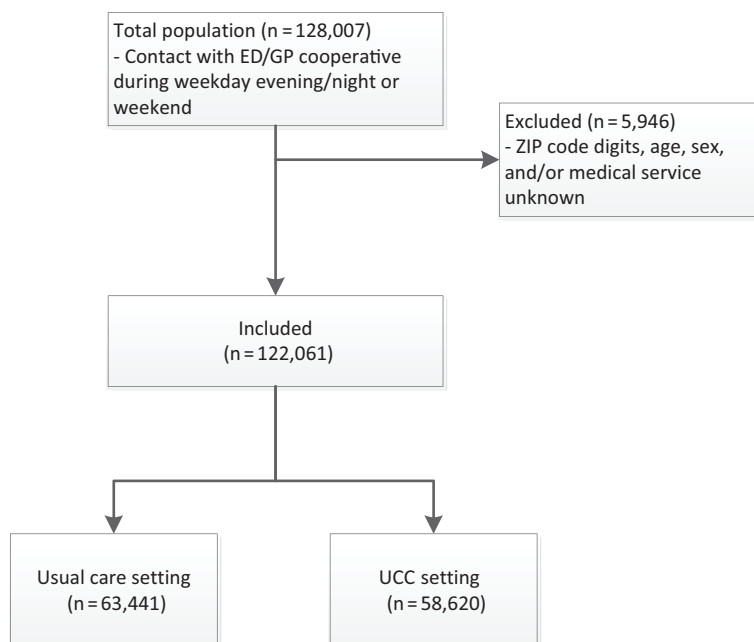 Total population (n = 128,007)
- Contact with ED/GP cooperative
during weekday evening/night or
weekend
Excluded (n = 5,946)
- ZIP code digits, age, sex,
and/or medical service
unknown
Included
(n = 122,061)
Usual care setting
(n = 63,441)
UCC setting
(n = 58,620)